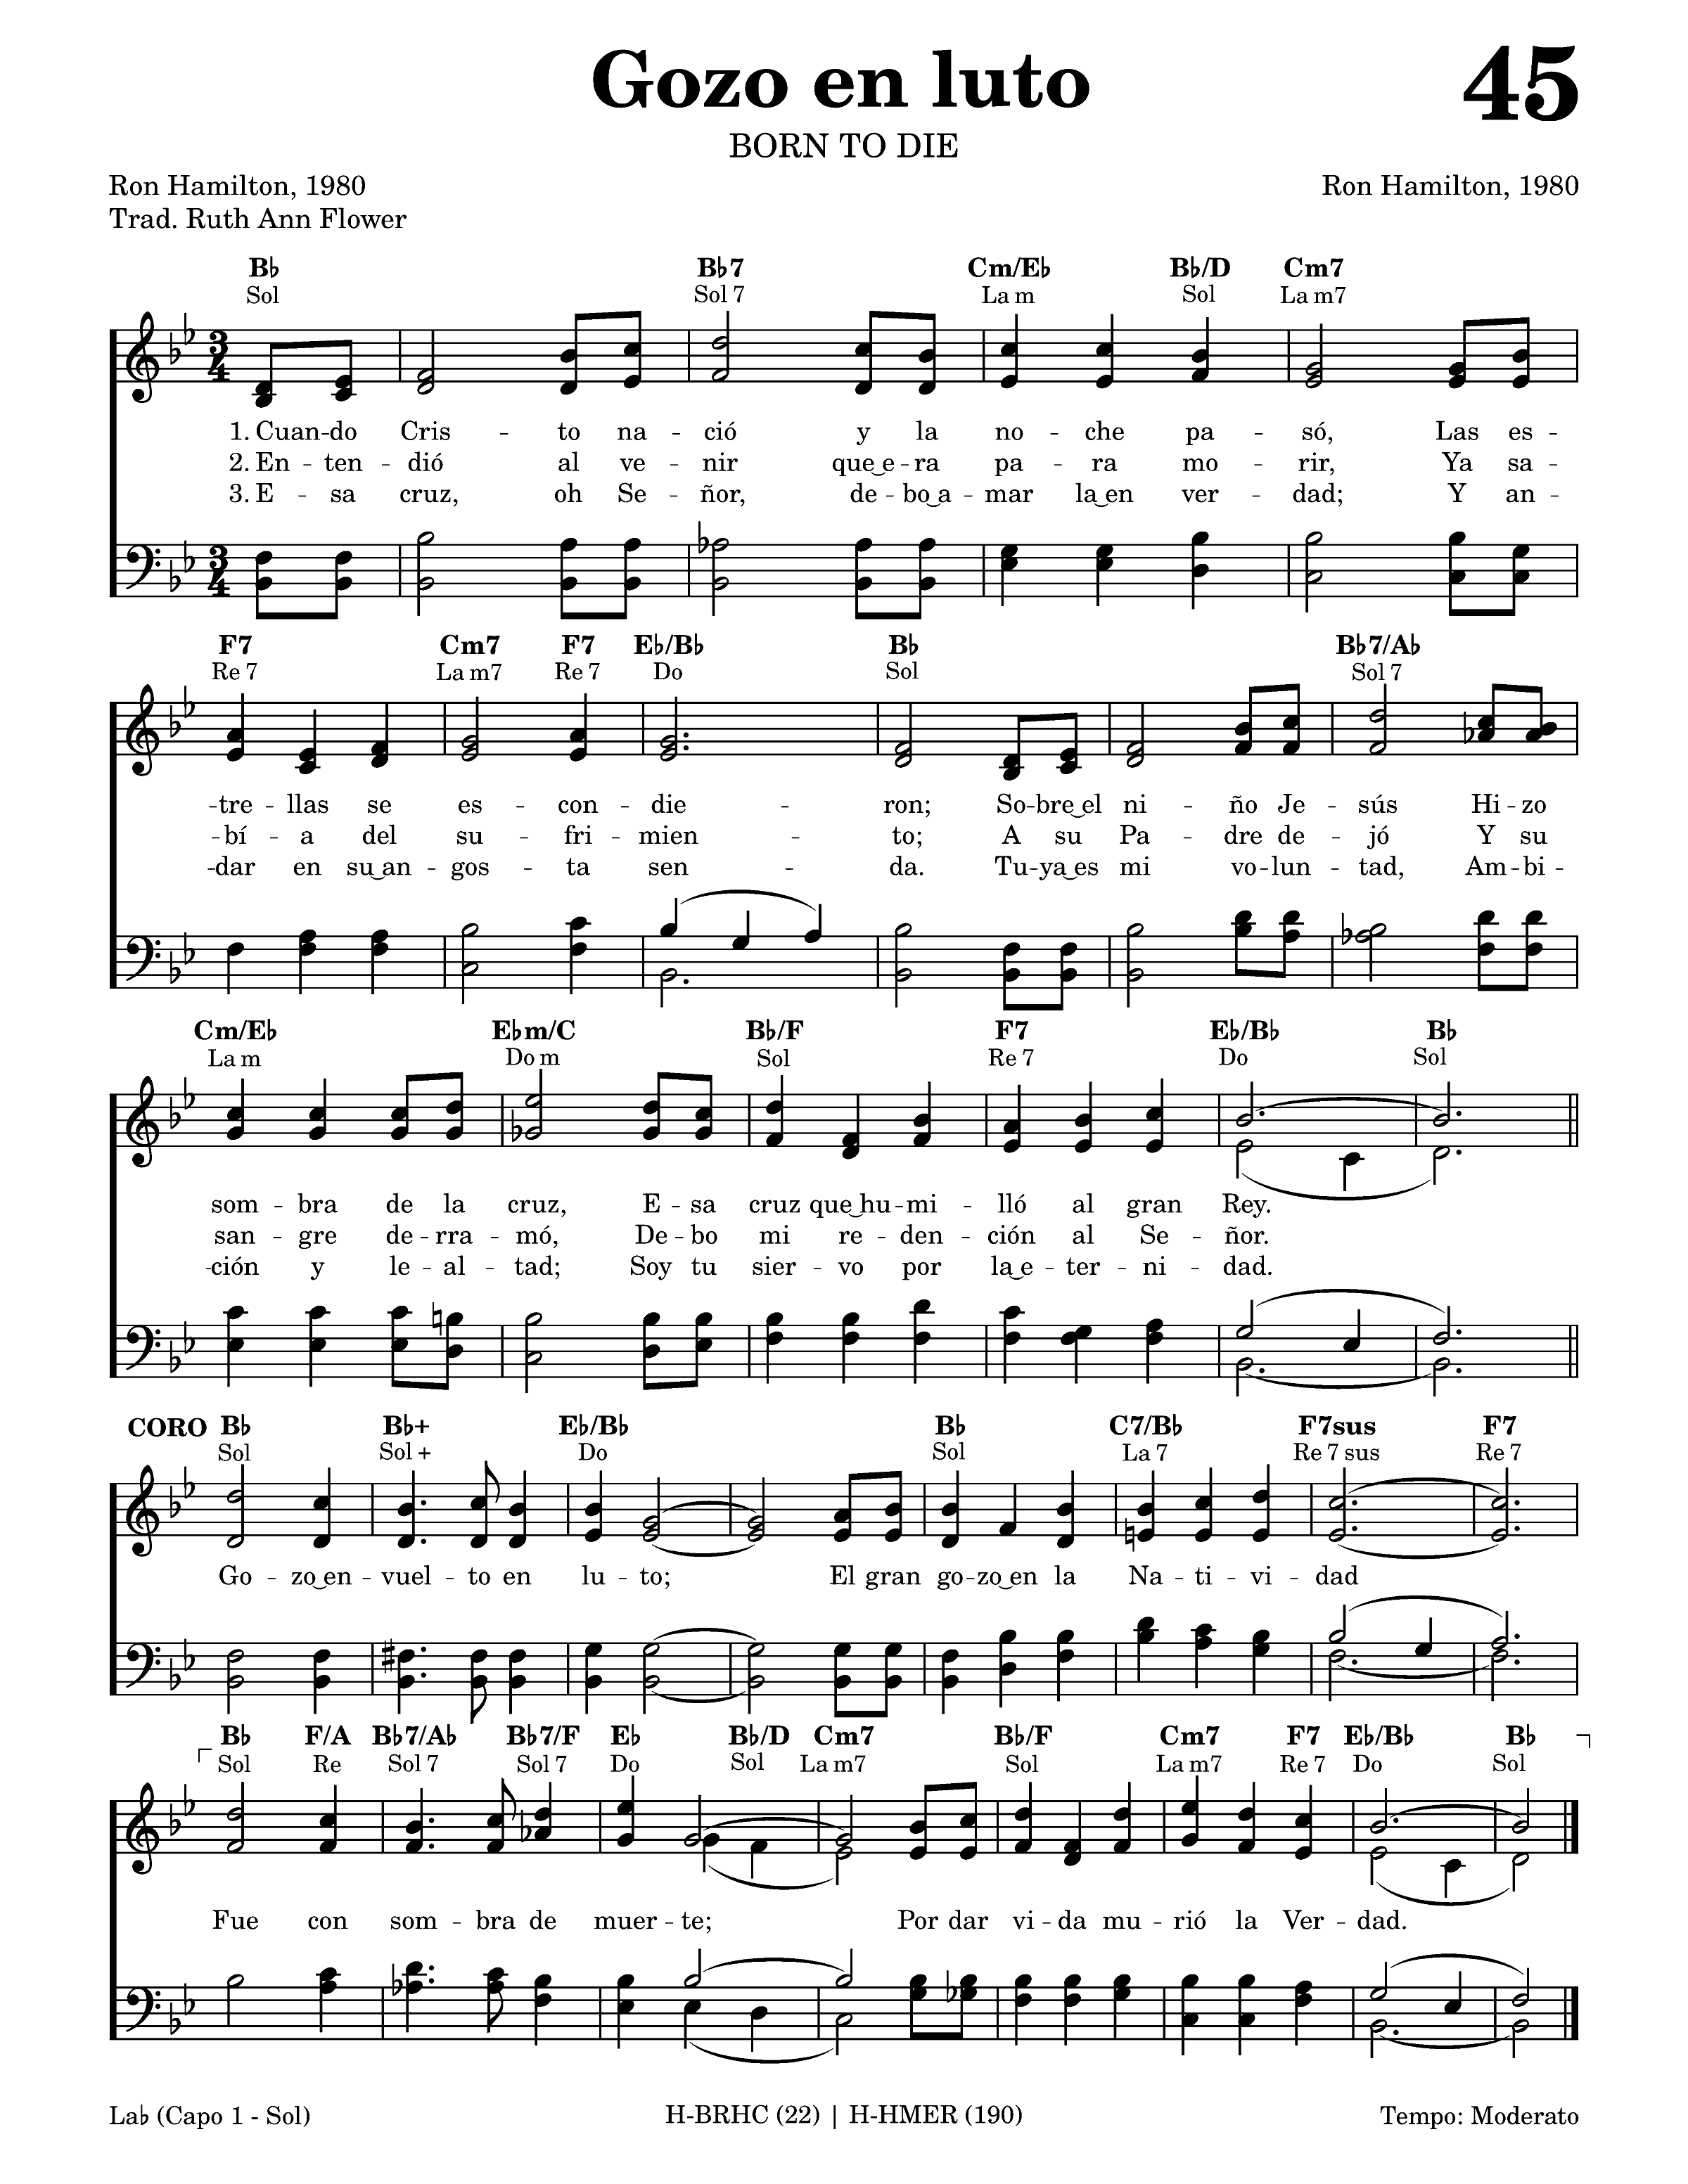 Gozo en luto
45
BORN TO DIE
Ron Hamilton, 1980
Ron Hamilton, 1980
Trad. Ruth Ann Flower
B♭ B♭7 Cm/E♭ B♭/D Cm7
Sol Sol 7 La m Sol La m7
1. Cuan -- do Cris -- to na -- ció y la no -- che pa -- só, Las es --
2. En -- ten -- dió al ve -- nir que‿e -- ra pa -- ra mo -- rir, Ya sa --
3. E -- sa cruz, oh Se -- ñor, de -- bo‿a -- mar la‿en ver -- dad; Y an --
F7 Cm7 F7 E♭/B♭ B♭ B♭7/A♭
Re 7 La m7 Re 7 Do Sol Sol 7
-tre -- llas se es -- con -- die -- ron; So -- bre‿el ni -- ño Je -- sús Hi -- zo
-bí -- a del su -- fri -- mien -- to; A su Pa -- dre de -- jó Y su
-dar en su‿an -- gos -- ta sen -- da. Tu -- ya‿es mi vo -- lun -- tad, Am -- bi --
Cm/E♭ E♭m/C B♭/F F7 E♭/B♭ B♭
La m Do m Sol Re 7 Do Sol
som -- bra de la cruz, E -- sa cruz que‿hu -- mi -- lló al gran Rey.
san -- gre de -- rra -- mó, De -- bo mi re -- den -- ción al Se -- ñor.
-ción y le -- al -- tad; Soy tu sier -- vo por la‿e -- ter -- ni -- dad.
CORO B♭ B♭+ E♭/B♭ B♭ C7/B♭ F7sus F7
Sol Sol + Do Sol La 7 Re 7 sus Re 7
Go -- zo‿en -- vuel -- to en lu -- to; El gran go -- zo‿en la Na -- ti -- vi -- dad
B♭ F/A B♭7/A♭ B♭7/F E♭ B♭/D Cm7 B♭/F Cm7 F7 E♭/B♭ B♭
Sol Re Sol 7 Sol 7 Do Sol La m7 Sol La m7 Re 7 Do Sol
Fue con som -- bra de muer -- te; Por dar vi -- da mu -- rió la Ver -- dad.
La♭ (Capo 1 - Sol)
H-BRHC (22) | H-HMER (190)
Tempo: Moderato